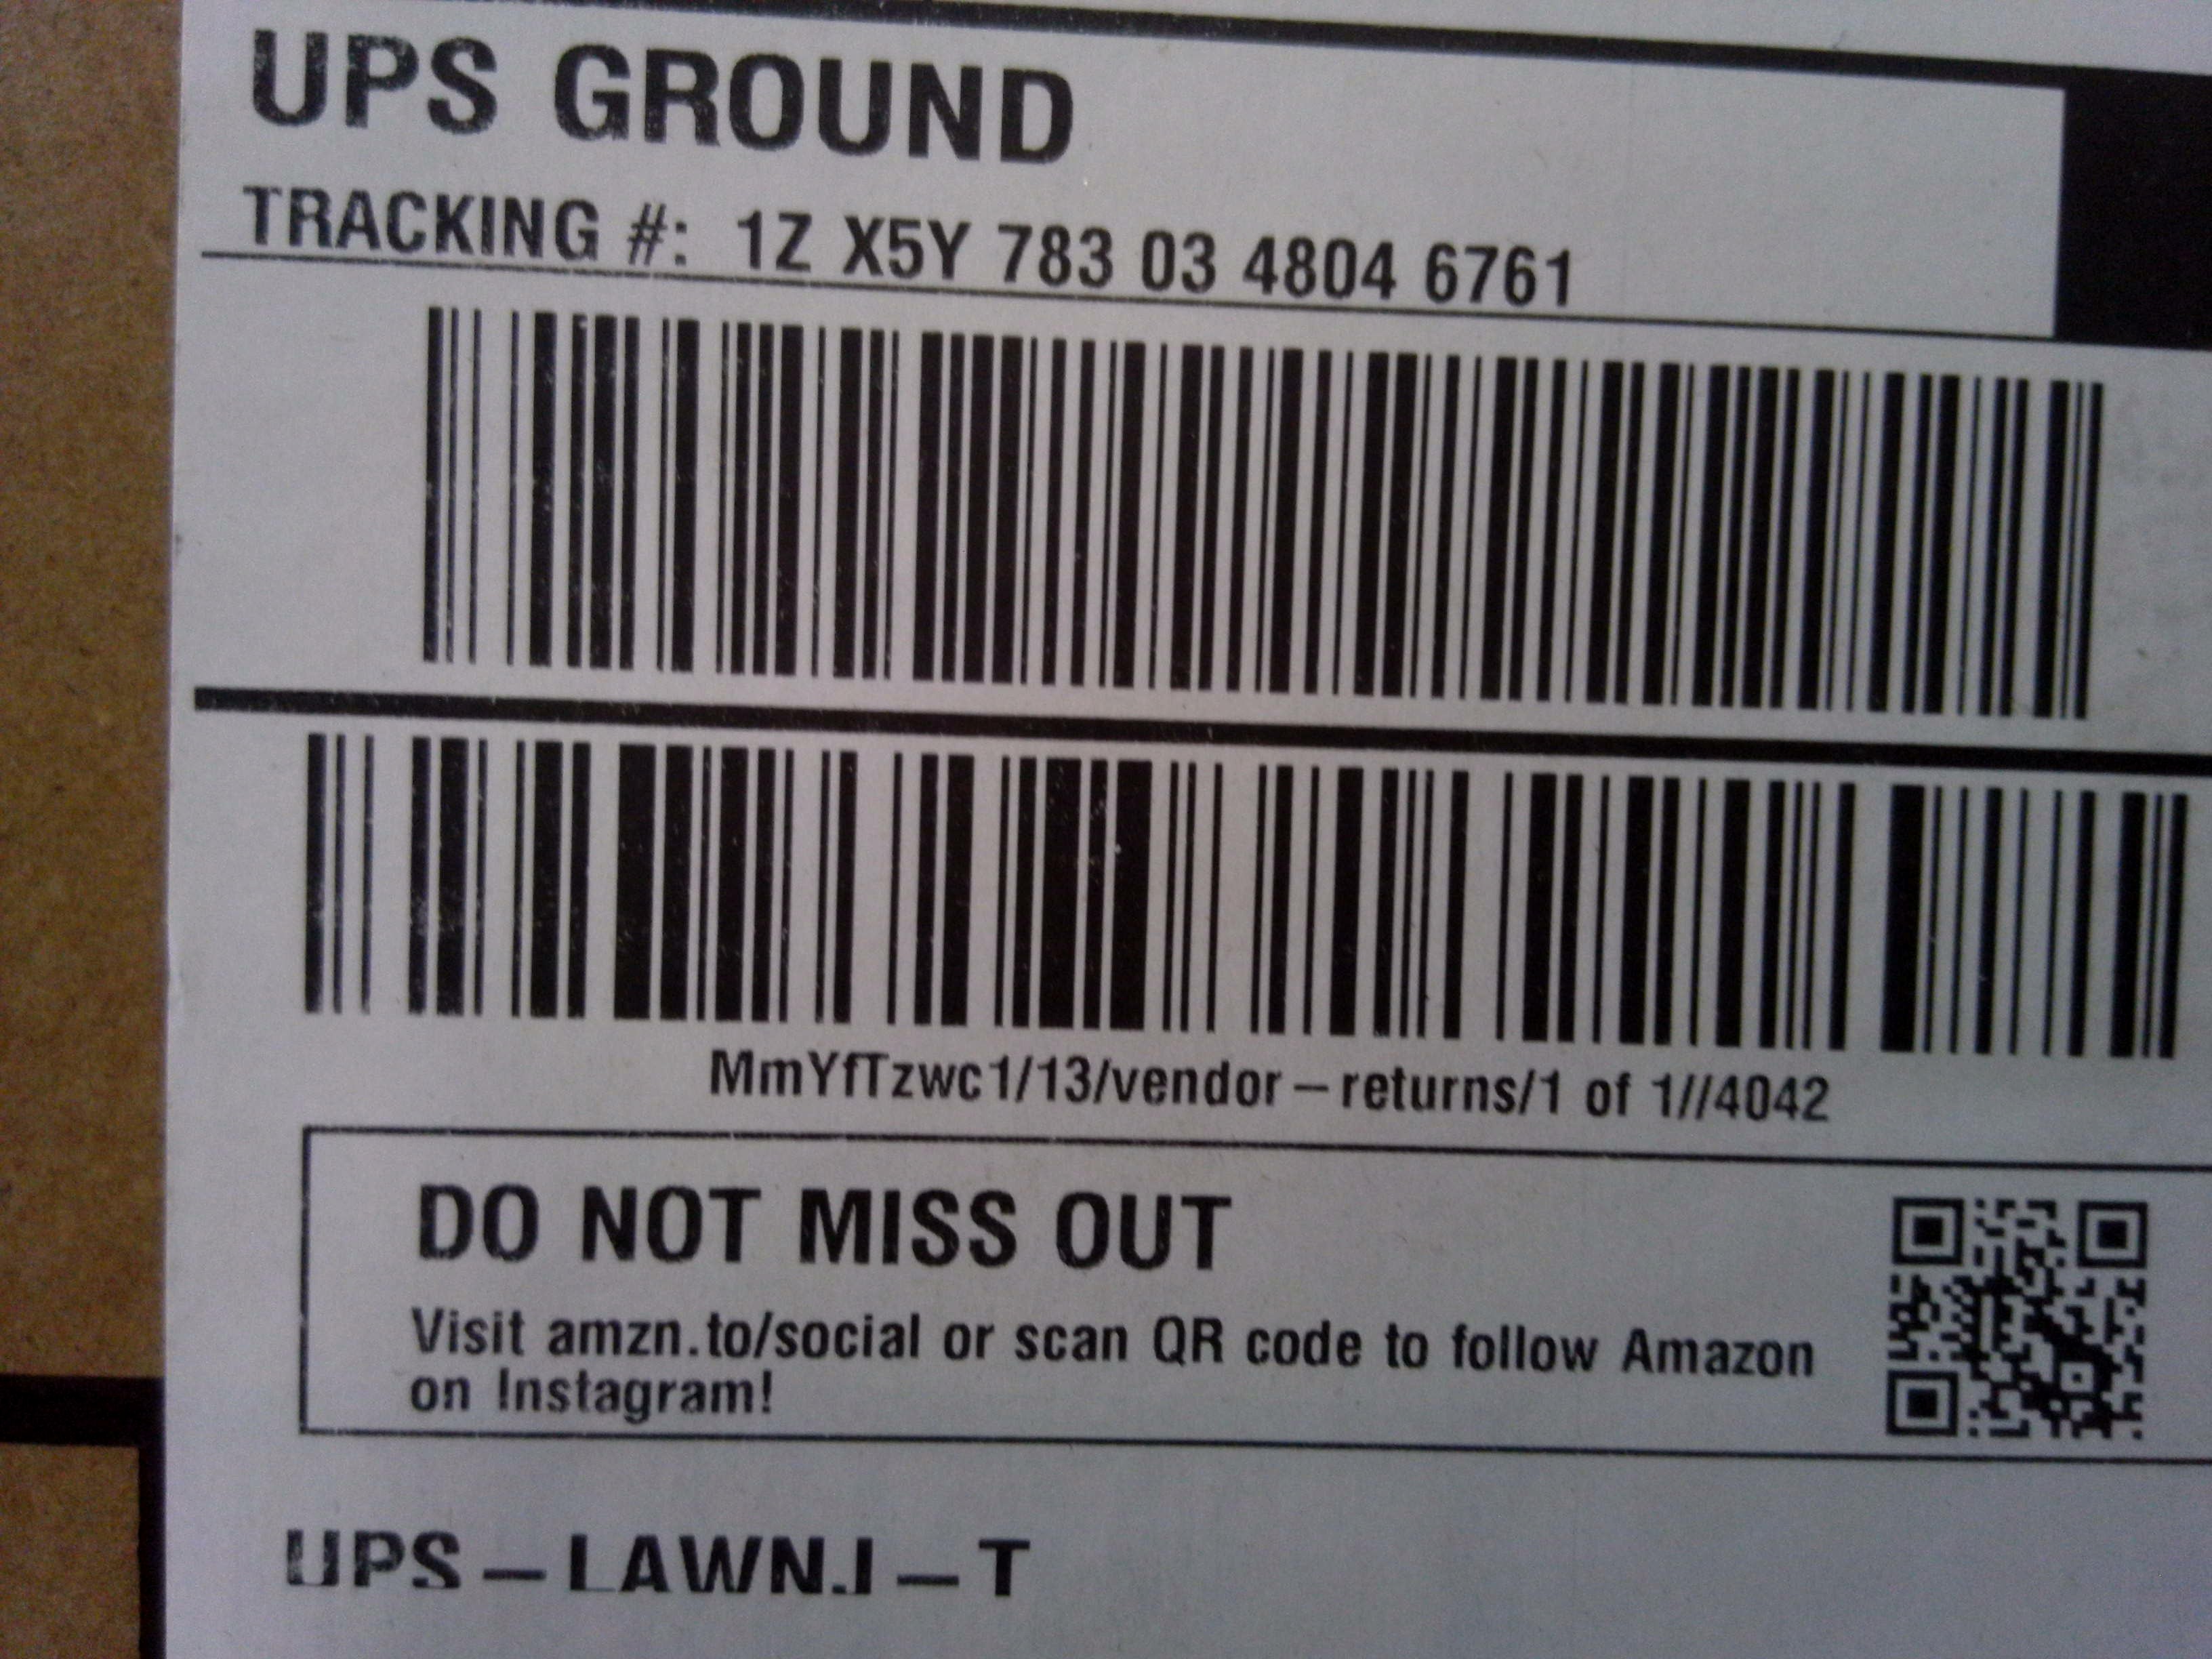 UPS GROUND
TRACKING #: 1Z X5Y 783 03 4804 6761
MmYfTzwc1/13/vendor-returns/1 of 1//4042
DO NOT MISS OUT
Visit amzn.to/social or scan QR code to follow Amazon
on Instagram!
UPS-LAWNJ-T